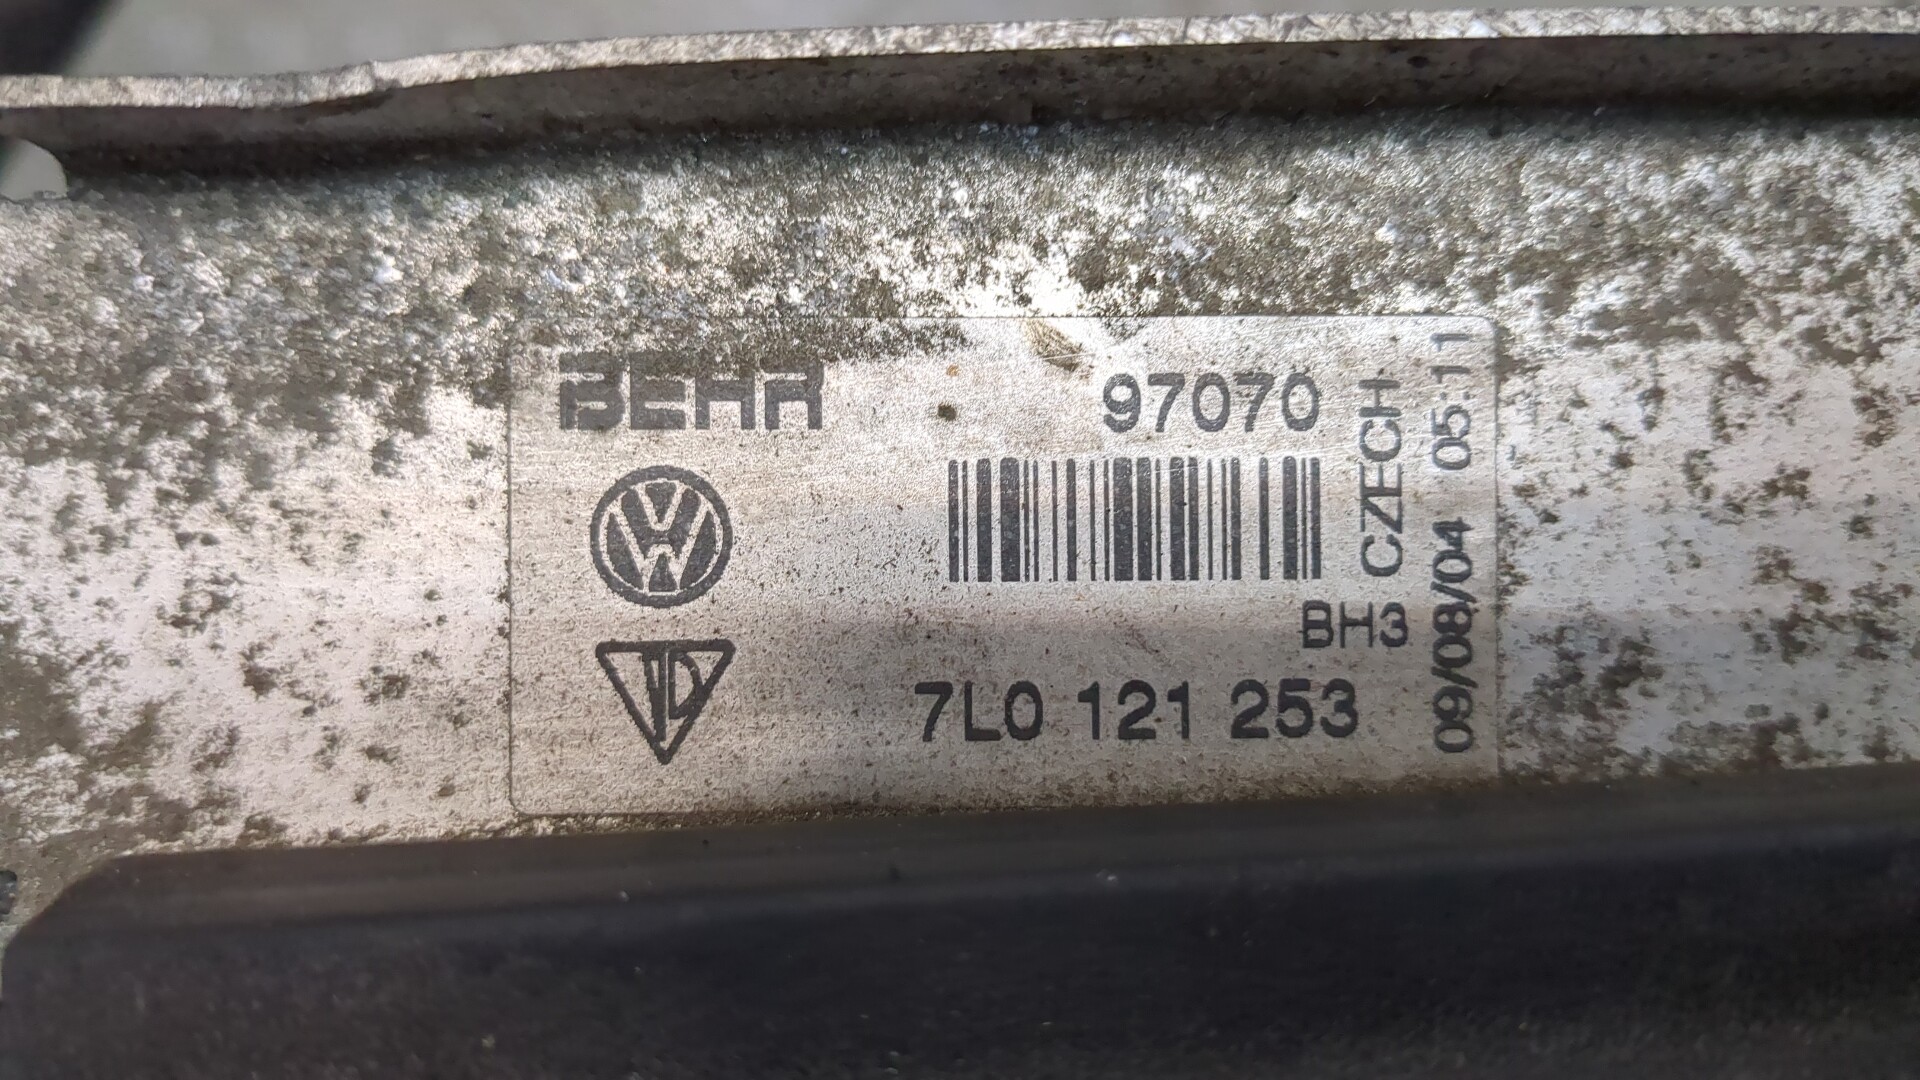 BEHR
97070
CZECH
09/08/04 05:11
BH3
7L0 121 253